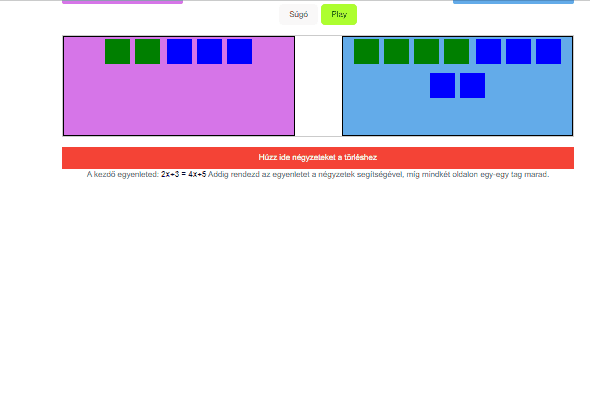 Súgó Play
Húzz ide négyzeteket a törléshez
A kezdő egyenleted: 2x+3 = 4x+5 Addig rendezd az egyenletet a négyzetek segítségével, míg mindkét oldalon egy-egy tag marad.